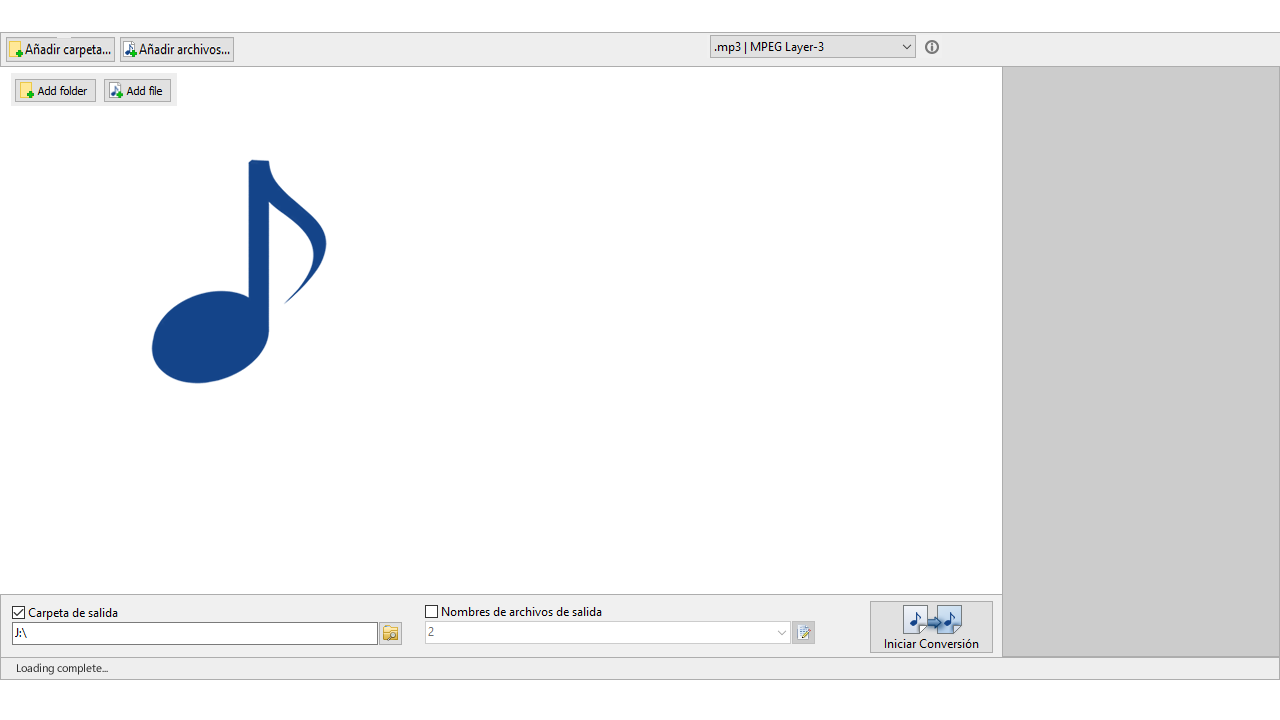 Añadir carpeta...
Añadir archivos...
.mp3 | MPEG Layer-3
Add folder
Add file
Carpeta de salida
Nombres de archivos de salida
J:\
2
Iniciar Conversión
Loading complete...